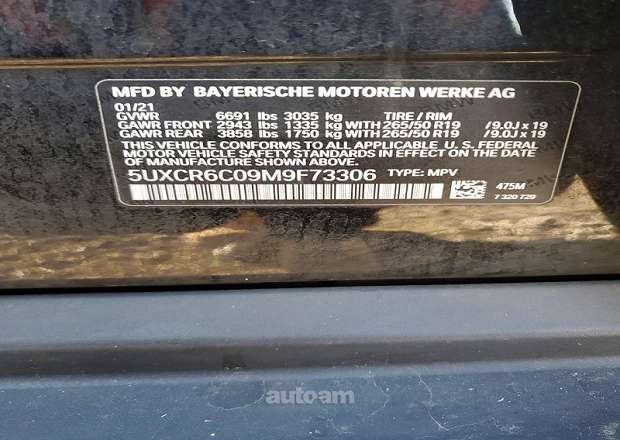 MFD BY BAYERISCHE MOTOREN WERKE AG
01/21
GVWR 6691 lbs 3035 kg TIRE / RIM
GAWR FRONT 2943 lbs 1335 kg WITH 265/50 R19 /9.0J x 19
GAWR REAR 3858 lbs 1750 kg WITH 265/50 R19 /9.0J x 19
THIS VEHICLE CONFORMS TO ALL APPLICABLE U. S. FEDERAL
MOTOR VEHICLE SAFETY STANDARDS IN EFFECT ON THE DATE
OF MANUFACTURE SHOWN ABOVE.
5UXCR6C09M9F73306 TYPE: MPV
475M
7 320 729
autoam